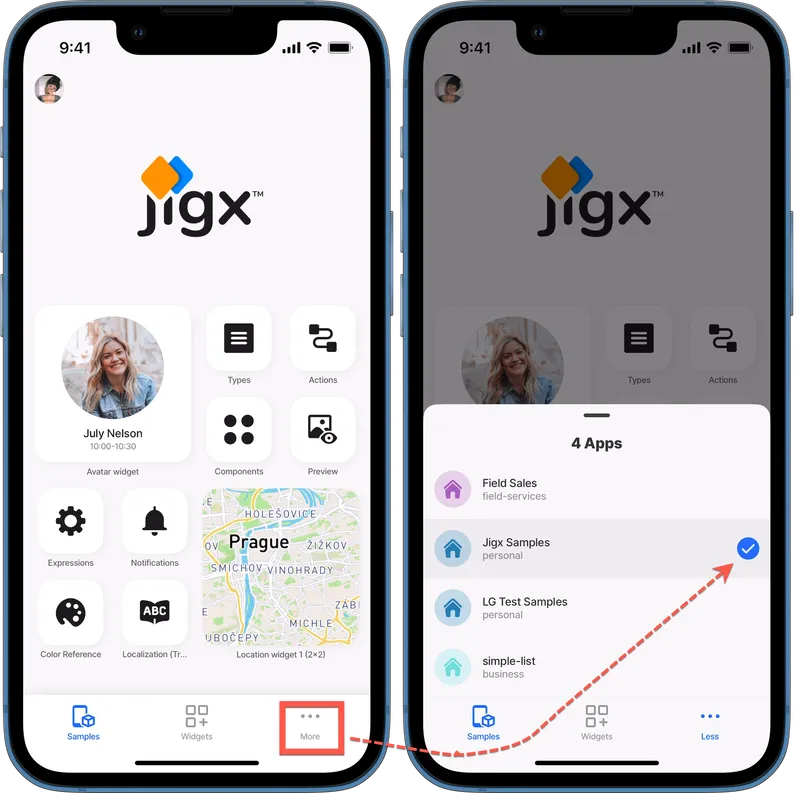 9:41
jigx™
July Nelson
10:00-10:30
Avatar widget
Types
Actions
Components
Preview
Expressions
Notifications
HOLEŠOVICE
OV
Prague
ŽIŽKOV
SMÍCHOV
VINOHRADY
ZÁBI
MICHLE
UBOČEPY
Color Reference
ABC
Localization (Tr...
Location widget 1 (2×2)
Samples
Widgets
More
9:41
jigx™
Types
Actions
4 Apps
Field Sales
field-services
Jigx Samples
personal
LG Test Samples
personal
simple-list
business
Samples
Widgets
Less